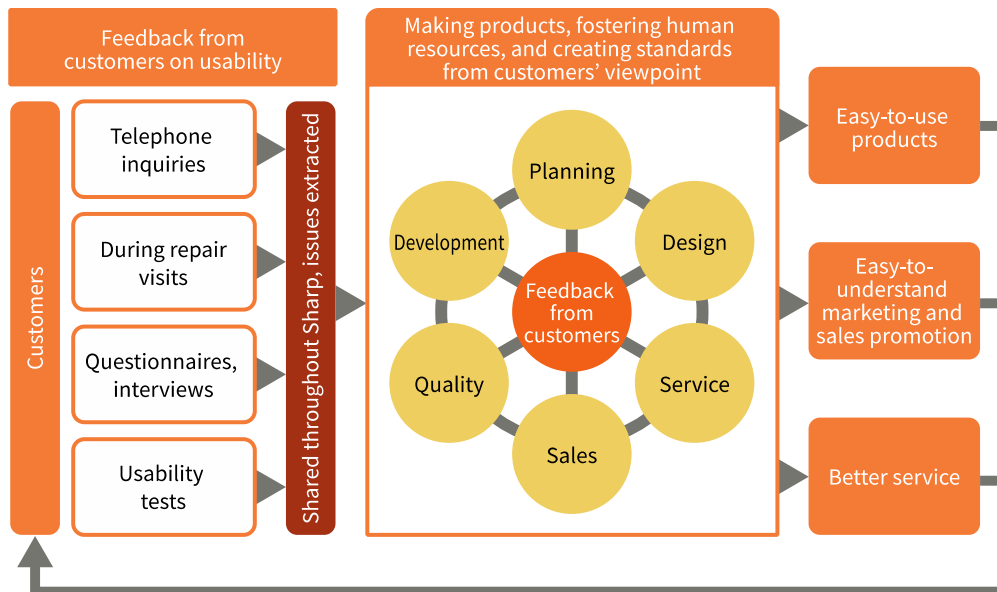 Feedback from
customers on usability
Customers
Telephone
inquiries
During repair
visits
Questionnaires,
interviews
Usability
tests
Shared throughout Sharp, issues extracted
Making products, fostering human
resources, and creating standards
from customers’ viewpoint
Planning
Development
Design
Feedback
from
customers
Quality
Service
Sales
Easy-to-use
products
Easy-to-
understand
marketing and
sales promotion
Better service